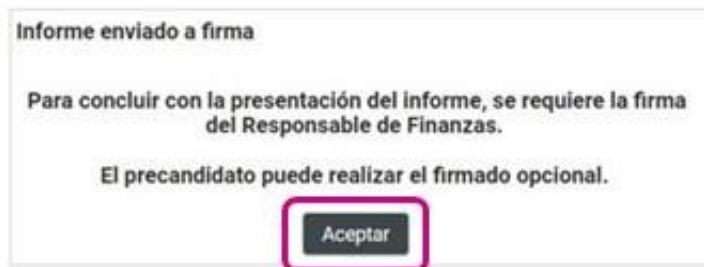 Informe enviado a firma
Para concluir con la presentación del informe, se requiere la firma
del Responsable de Finanzas.
El precandidato puede realizar el firmado opcional.
Aceptar